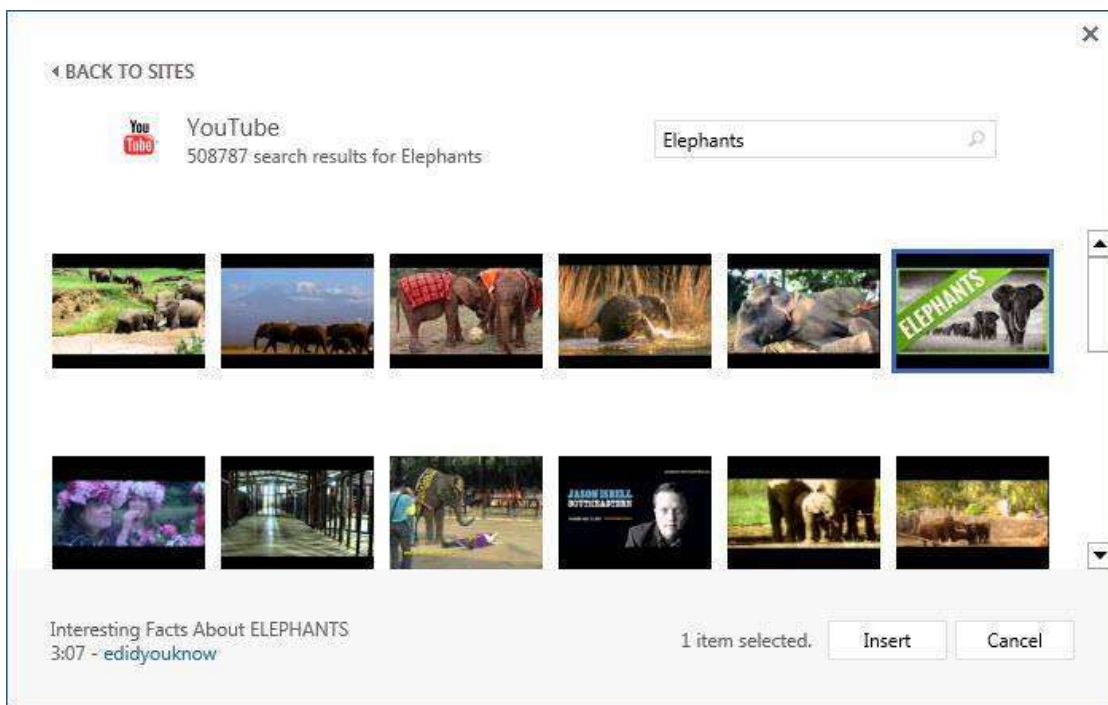 BACK TO SITES
You
Tube
YouTube
508787 search results for Elephants
Elephants
ELEPHANTS
JASON ISBELL
SOUTHEASTERN
Interesting Facts About ELEPHANTS
3:07 - edidyouknow
1 item selected.
Insert
Cancel